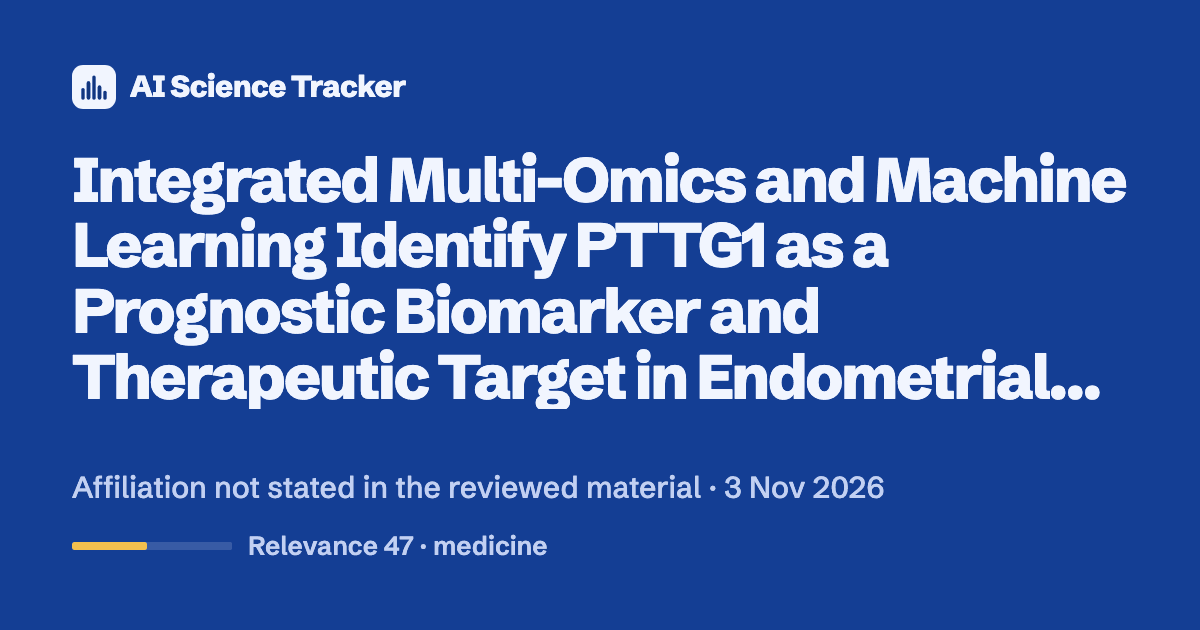 AI Science Tracker
Integrated Multi-Omics and Machine
Learning Identify PTTG1 as a
Prognostic Biomarker and
Therapeutic Target in Endometrial...
Affiliation not stated in the reviewed material · 3 Nov 2026
Relevance 47 · medicine